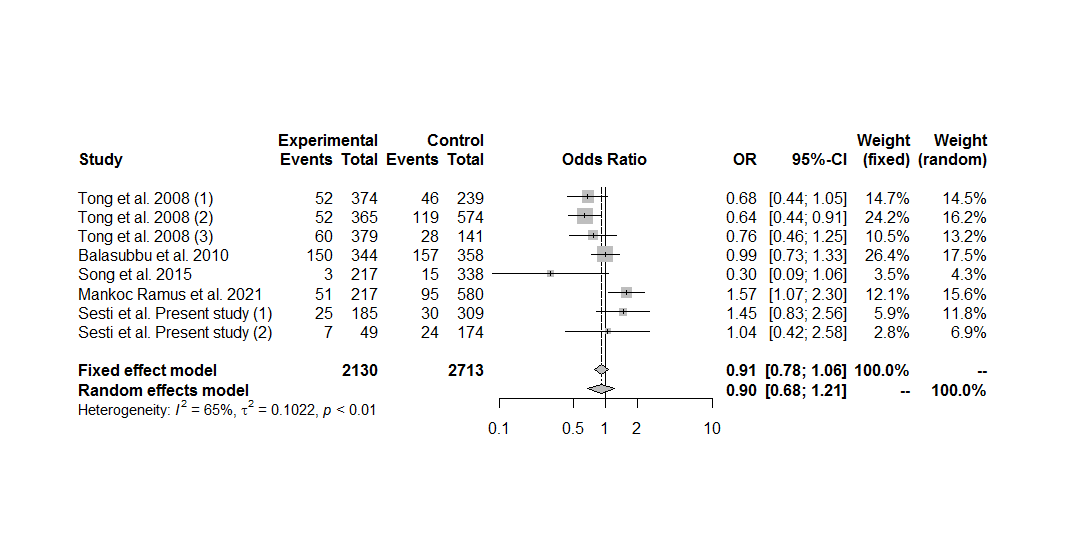 Experimental Control Weight Weight
Study Events Total Events Total Odds Ratio OR 95%-CI (fixed) (random)
Tong et al. 2008 (1) 52 374 46 239 0.68 [0.44; 1.05] 14.7% 14.5%
Tong et al. 2008 (2) 52 365 119 574 0.64 [0.44; 0.91] 24.2% 16.2%
Tong et al. 2008 (3) 60 379 28 141 0.76 [0.46; 1.25] 10.5% 13.2%
Balasubbu et al. 2010 150 344 157 358 0.99 [0.73; 1.33] 26.4% 17.5%
Song et al. 2015 3 217 15 338 0.30 [0.09; 1.06] 3.5% 4.3%
Mankoc Ramus et al. 2021 51 217 95 580 1.57 [1.07; 2.30] 12.1% 15.6%
Sesti et al. Present study (1) 25 185 30 309 1.45 [0.83; 2.56] 5.9% 11.8%
Sesti et al. Present study (2) 7 49 24 174 1.04 [0.42; 2.58] 2.8% 6.9%
Fixed effect model 2130 2713 0.91 [0.78; 1.06] 100.0% --
Random effects model 0.90 [0.68; 1.21] -- 100.0%
Heterogeneity: I² = 65%, τ² = 0.1022, p < 0.01
0.1 0.5 1 2 10